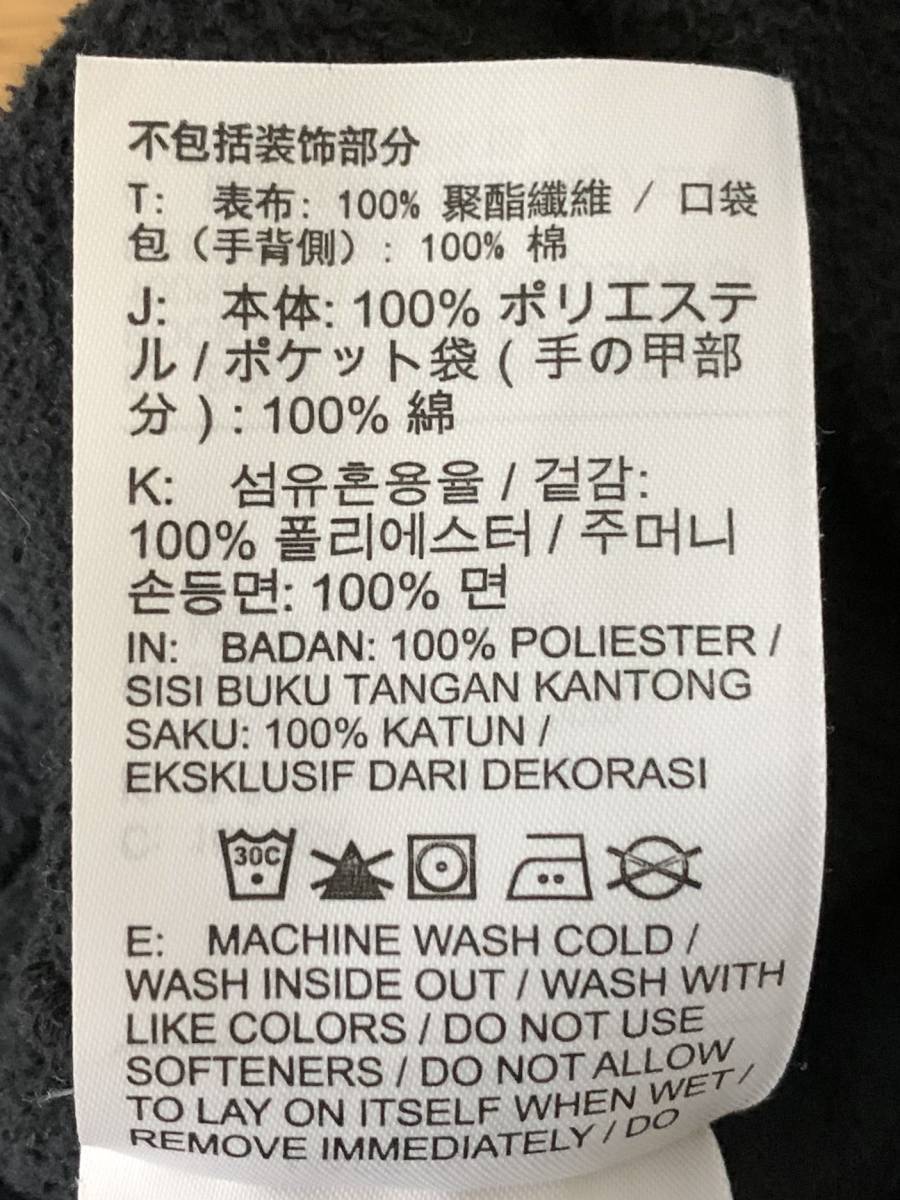 不包括装饰部分
T: 表布: 100% 聚酯纖維 / 口袋
包（手背側）: 100% 棉
J: 本体: 100% ポリエステ
ル / ポケット袋 ( 手の甲部
分 ) : 100% 綿
K: 섬유혼용율 / 겉감:
100% 폴리에스터 / 주머니
손등면: 100% 면
IN: BADAN: 100% POLIESTER /
SISI BUKU TANGAN KANTONG
SAKU: 100% KATUN /
EKSKLUSIF DARI DEKORASI
30C
E: MACHINE WASH COLD /
WASH INSIDE OUT / WASH WITH
LIKE COLORS / DO NOT USE
SOFTENERS / DO NOT ALLOW
TO LAY ON ITSELF WHEN WET /
REMOVE IMMEDIATELY / DO